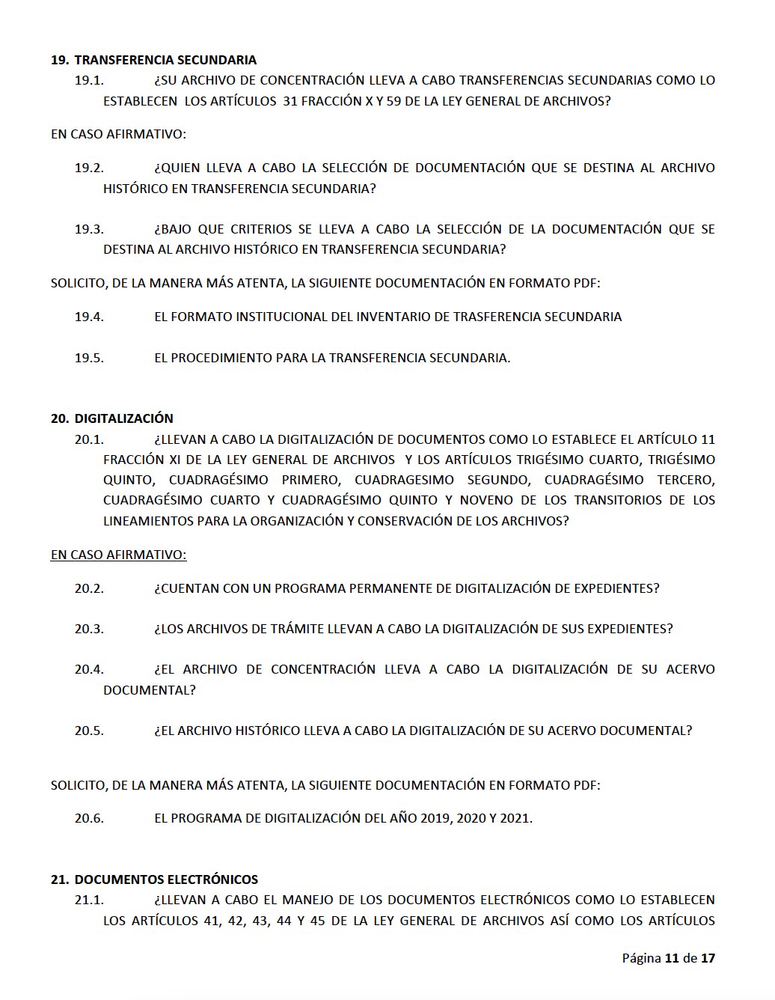 19. TRANSFERENCIA SECUNDARIA
19.1. ¿SU ARCHIVO DE CONCENTRACIÓN LLEVA A CABO TRANSFERENCIAS SECUNDARIAS COMO LO
ESTABLECEN LOS ARTÍCULOS 31 FRACCIÓN X Y 59 DE LA LEY GENERAL DE ARCHIVOS?
EN CASO AFIRMATIVO:
19.2. ¿QUIEN LLEVA A CABO LA SELECCIÓN DE DOCUMENTACIÓN QUE SE DESTINA AL ARCHIVO
HISTÓRICO EN TRANSFERENCIA SECUNDARIA?
19.3. ¿BAJO QUE CRITERIOS SE LLEVA A CABO LA SELECCIÓN DE LA DOCUMENTACIÓN QUE SE
DESTINA AL ARCHIVO HISTÓRICO EN TRANSFERENCIA SECUNDARIA?
SOLICITO, DE LA MANERA MÁS ATENTA, LA SIGUIENTE DOCUMENTACIÓN EN FORMATO PDF:
19.4. EL FORMATO INSTITUCIONAL DEL INVENTARIO DE TRASFERENCIA SECUNDARIA
19.5. EL PROCEDIMIENTO PARA LA TRANSFERENCIA SECUNDARIA.
20. DIGITALIZACIÓN
20.1. ¿LLEVAN A CABO LA DIGITALIZACIÓN DE DOCUMENTOS COMO LO ESTABLECE EL ARTÍCULO 11
FRACCIÓN XI DE LA LEY GENERAL DE ARCHIVOS Y LOS ARTÍCULOS TRIGÉSIMO CUARTO, TRIGÉSIMO
QUINTO, CUADRAGÉSIMO PRIMERO, CUADRAGESIMO SEGUNDO, CUADRAGÉSIMO TERCERO,
CUADRAGÉSIMO CUARTO Y CUADRAGÉSIMO QUINTO Y NOVENO DE LOS TRANSITORIOS DE LOS
LINEAMIENTOS PARA LA ORGANIZACIÓN Y CONSERVACIÓN DE LOS ARCHIVOS?
EN CASO AFIRMATIVO:
20.2. ¿CUENTAN CON UN PROGRAMA PERMANENTE DE DIGITALIZACIÓN DE EXPEDIENTES?
20.3. ¿LOS ARCHIVOS DE TRÁMITE LLEVAN A CABO LA DIGITALIZACIÓN DE SUS EXPEDIENTES?
20.4. ¿EL ARCHIVO DE CONCENTRACIÓN LLEVA A CABO LA DIGITALIZACIÓN DE SU ACERVO
DOCUMENTAL?
20.5. ¿EL ARCHIVO HISTÓRICO LLEVA A CABO LA DIGITALIZACIÓN DE SU ACERVO DOCUMENTAL?
SOLICITO, DE LA MANERA MÁS ATENTA, LA SIGUIENTE DOCUMENTACIÓN EN FORMATO PDF:
20.6. EL PROGRAMA DE DIGITALIZACIÓN DEL AÑO 2019, 2020 Y 2021.
21. DOCUMENTOS ELECTRÓNICOS
21.1. ¿LLEVAN A CABO EL MANEJO DE LOS DOCUMENTOS ELECTRÓNICOS COMO LO ESTABLECEN
LOS ARTÍCULOS 41, 42, 43, 44 Y 45 DE LA LEY GENERAL DE ARCHIVOS ASÍ COMO LOS ARTÍCULOS
Página 11 de 17